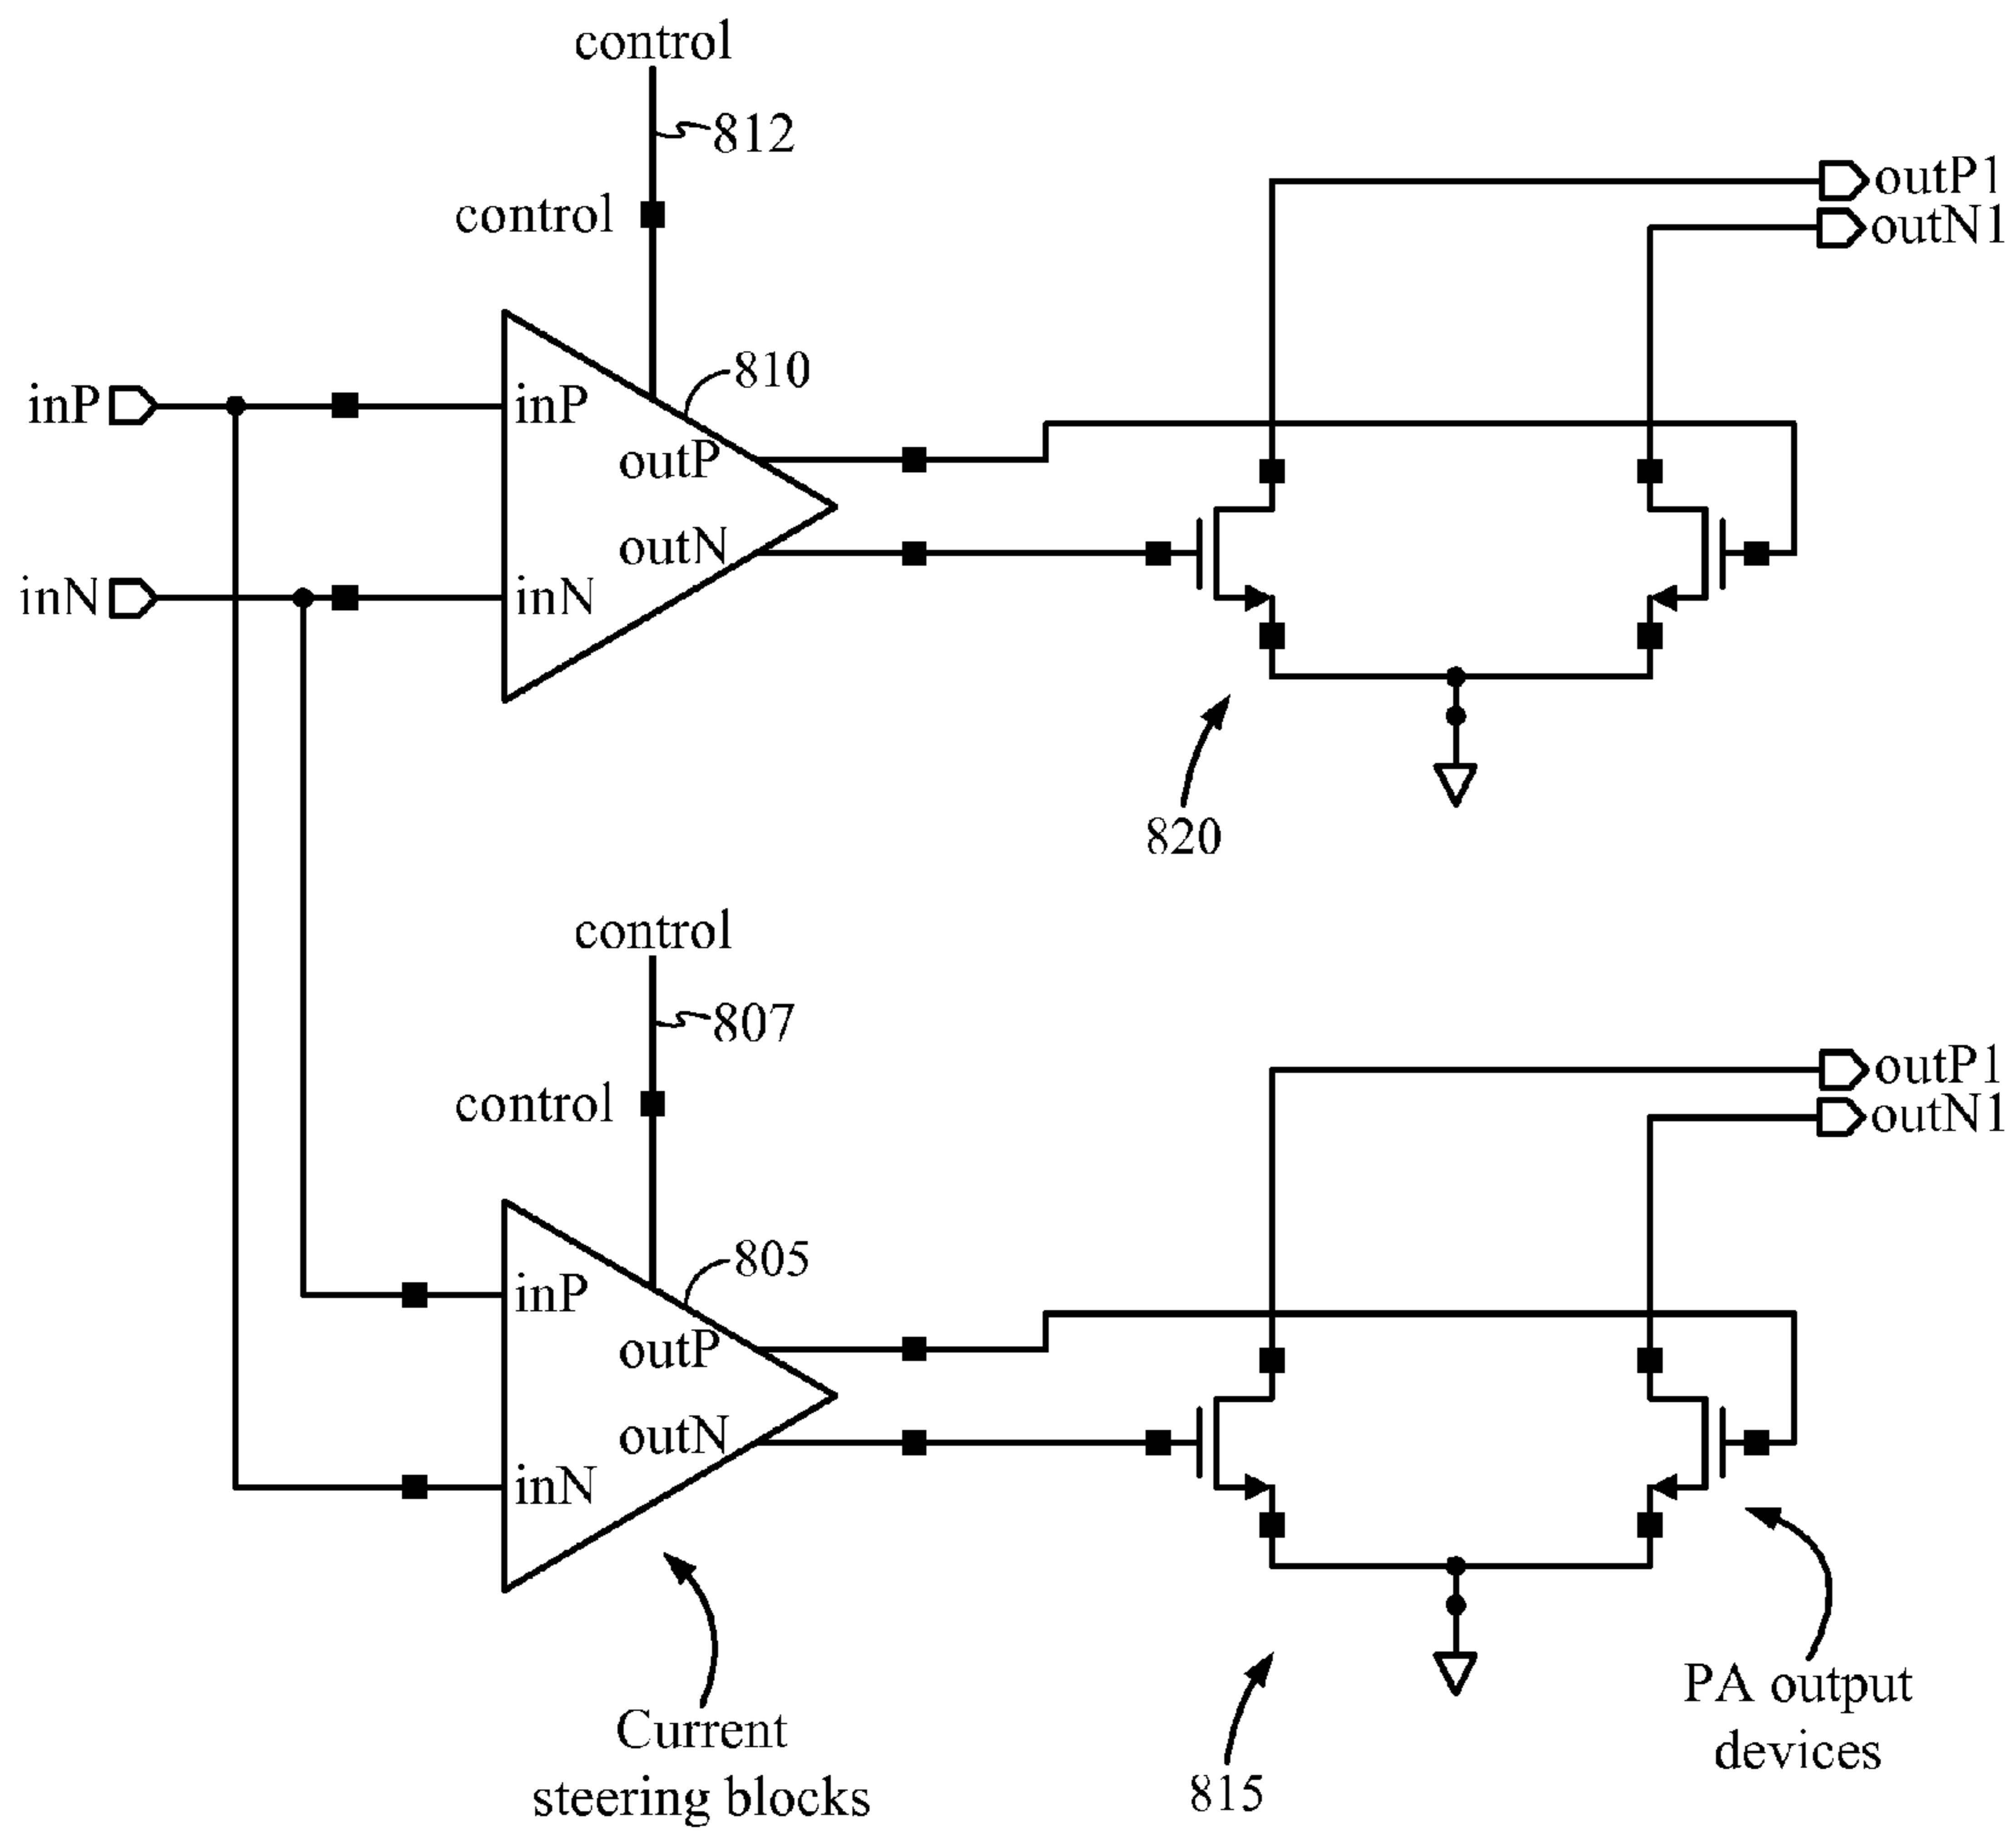 control
812
control
outP1
outN1
810
inP
inP
outP
outN
inN
inN
820
control
807
control
outP1
outN1
805
inP
outP
outN
inN
Current
steering blocks
815
PA output
devices